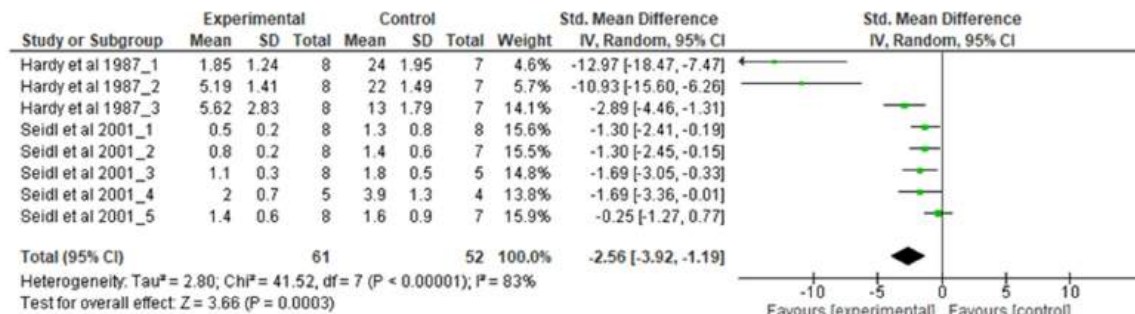 Experimental Control Std. Mean Difference Std. Mean Difference
Study or Subgroup Mean SD Total Mean SD Total Weight IV, Random, 95% CI IV, Random, 95% CI
Hardy et al 1987_1 1.85 1.24 8 24 1.95 7 4.6% -12.97 [-18.47, -7.47]
Hardy et al 1987_2 5.19 1.41 8 22 1.49 7 5.7% -10.93 [-15.60, -6.26]
Hardy et al 1987_3 5.62 2.83 8 13 1.79 7 14.1% -2.89 [-4.46, -1.31]
Seidl et al 2001_1 0.5 0.2 8 1.3 0.8 8 15.6% -1.30 [-2.41, -0.19]
Seidl et al 2001_2 0.8 0.2 8 1.4 0.6 7 15.5% -1.30 [-2.45, -0.15]
Seidl et al 2001_3 1.1 0.3 8 1.8 0.5 5 14.8% -1.69 [-3.05, -0.33]
Seidl et al 2001_4 2 0.7 5 3.9 1.3 4 13.8% -1.69 [-3.36, -0.01]
Seidl et al 2001_5 1.4 0.6 8 1.6 0.9 7 15.9% -0.25 [-1.27, 0.77]
Total (95% CI) 61 52 100.0% -2.56 [-3.92, -1.19]
Heterogeneity: Tau² = 2.80; Chi² = 41.52, df = 7 (P < 0.00001); I² = 83%
Test for overall effect: Z = 3.66 (P = 0.0003)
-10 -5 0 5 10
Favours [experimental] Favours [control]